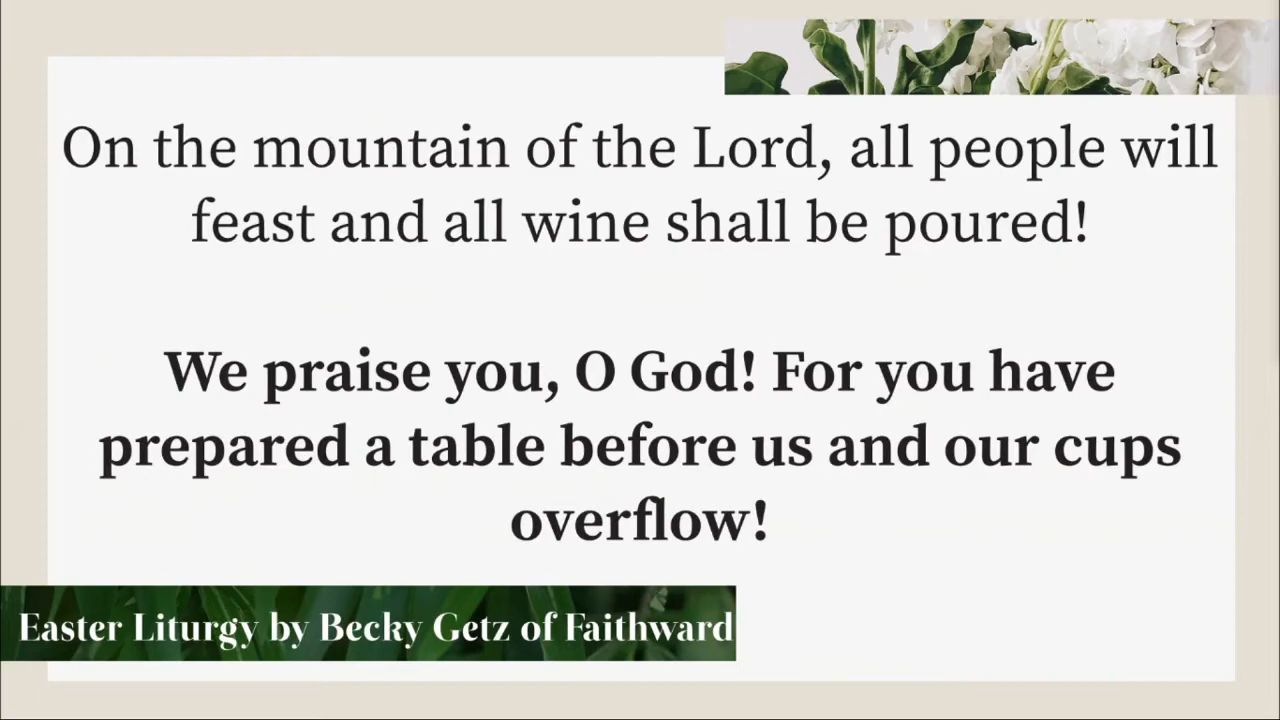 On the mountain of the Lord, all people will
feast and all wine shall be poured!
We praise you, O God! For you have
prepared a table before us and our cups
overflow!
Easter Liturgy by Becky Getz of Faithward